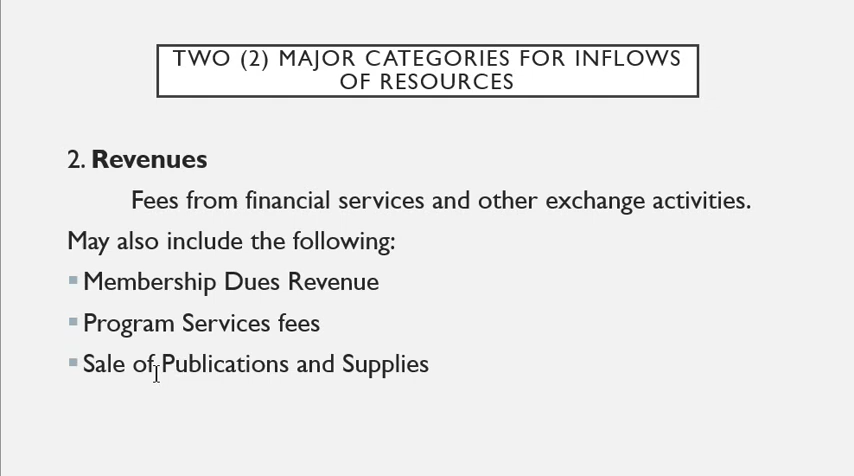 TWO (2) MAJOR CATEGORIES FOR INFLOWS
OF RESOURCES
2. Revenues
Fees from financial services and other exchange activities.
May also include the following:
▪ Membership Dues Revenue
▪ Program Services fees
▪ Sale of Publications and Supplies